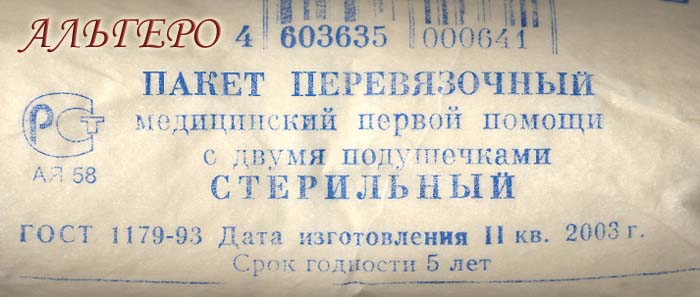 АЛЬГЕРО
4 603635 000641
ПАКЕТ ПЕРЕВЯЗОЧНЫЙ
медицинский первой помощи
с двумя подушечками
СТЕРИЛЬНЫЙ
РСТ
АЯ 58
ГОСТ 1179-93 Дата изготовления II кв. 2003 г.
Срок годности 5 лет